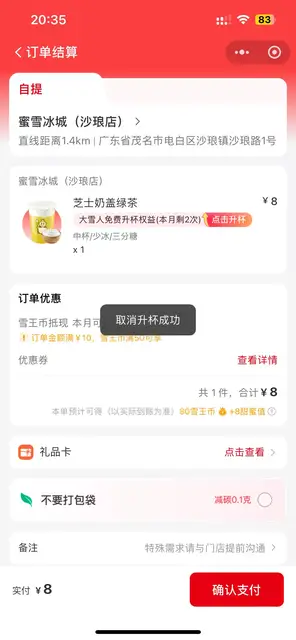 20:35
83
订单结算
自提
蜜雪冰城（沙琅店）
直线距离1.4km | 广东省茂名市电白区沙琅镇沙琅路1号
蜜雪冰城（沙琅店）
芝士奶盖绿茶
¥8
大雪人免费升杯权益(本月剩2次)
点击升杯
中杯/少冰/三分糖
x 1
订单优惠
雪王币抵现 本月可
取消升杯成功
订单金额满¥10，雪王币满50可享
优惠券
查看详情
共 1 件，合计 ¥8
本单预计可得（以实际到账为准）80雪王币 +8甜蜜值
礼品卡
点击查看
不要打包袋
减碳0.1克
备注
特殊需求请与门店提前沟通
实付 ¥8
确认支付